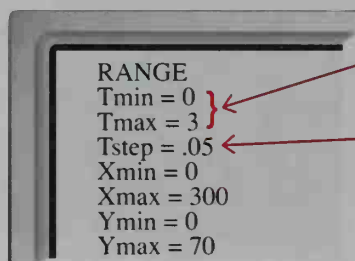 RANGE
Tmin = 0
Tmax = 3
Tstep = .05
Xmin = 0
Xmax = 300
Ymin = 0
Ymax = 70